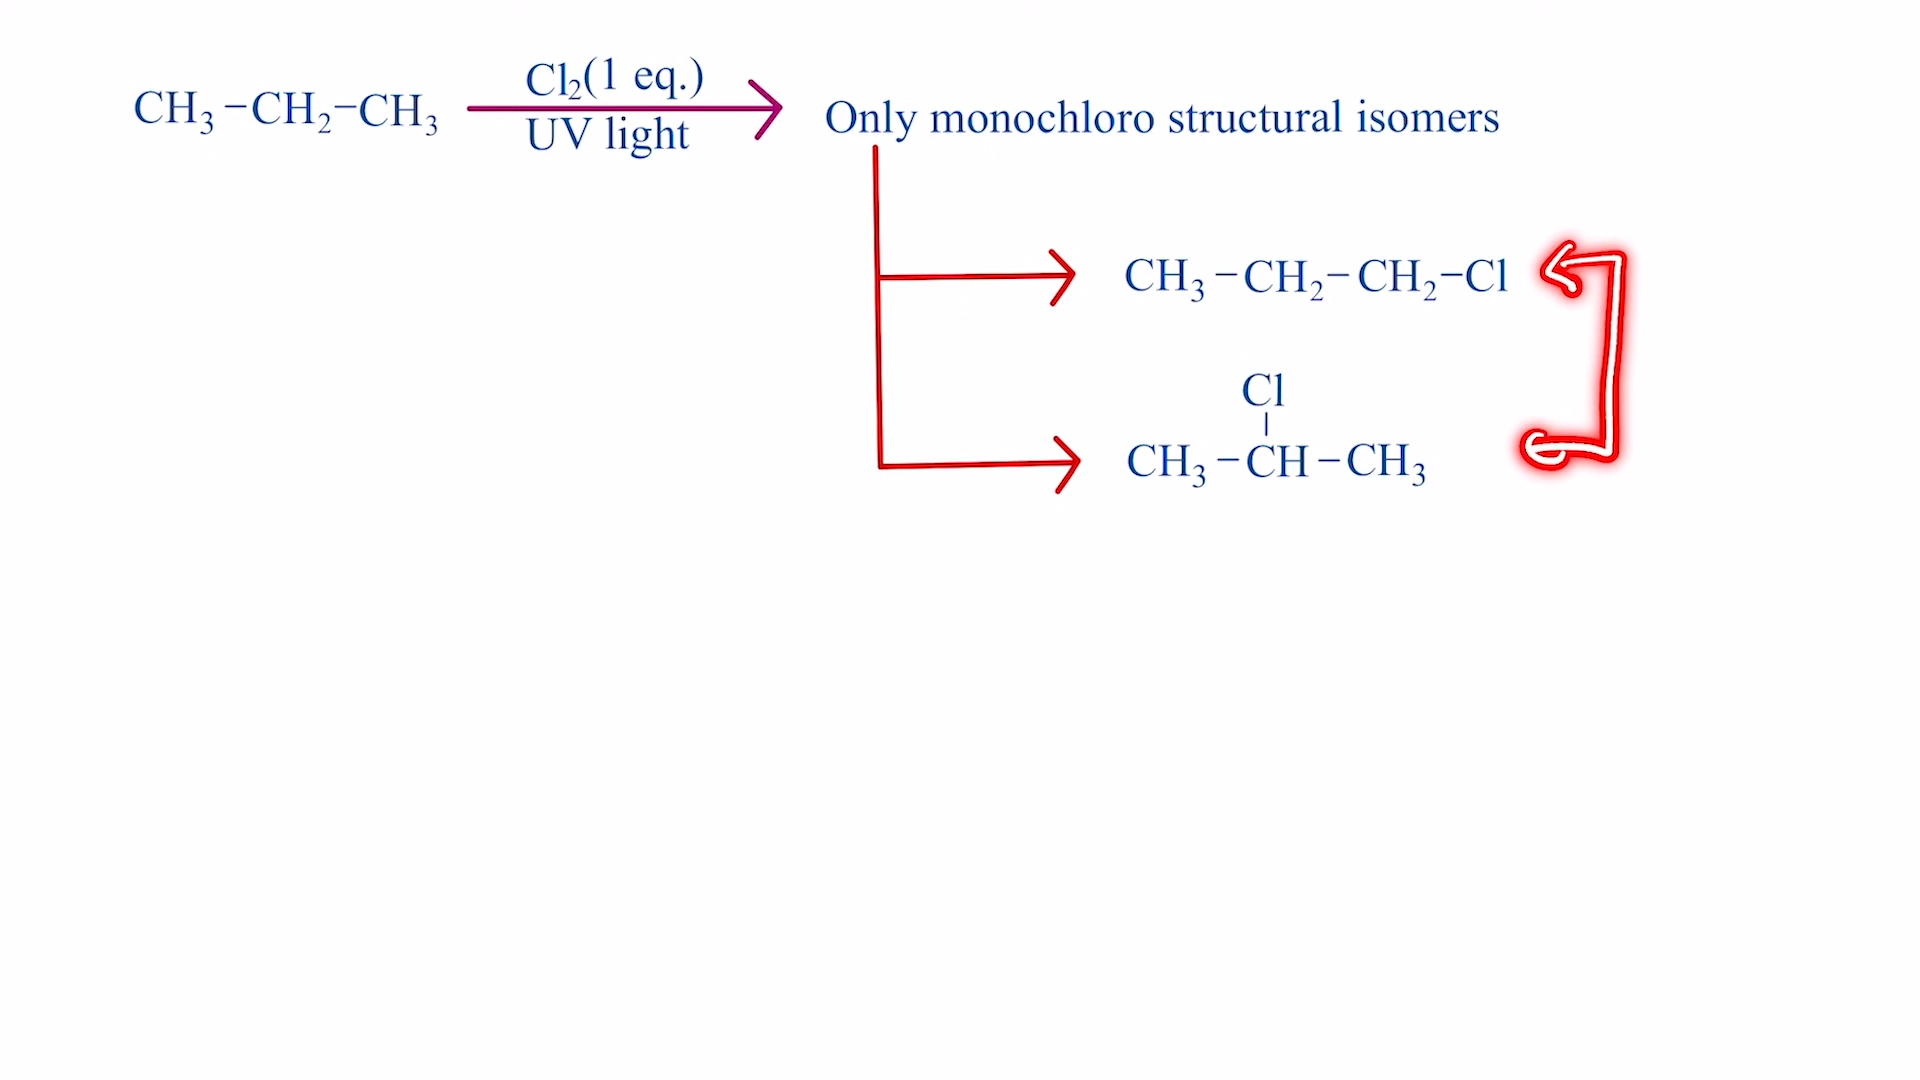 CH₃–CH₂–CH₃ Cl₂(1 eq.) Only monochloro structural isomers
UV light
CH₃–CH₂–CH₂–Cl
Cl
CH₃–CH–CH₃